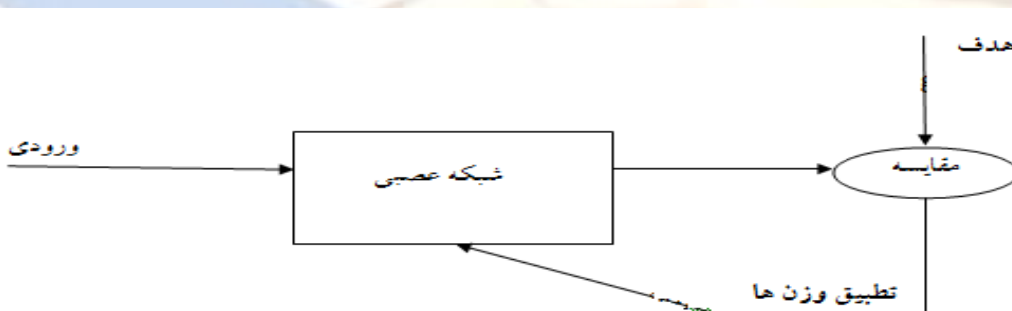 هدف
ورودی
مقایسه
شبکه عصبی
تطبیق وزن ها